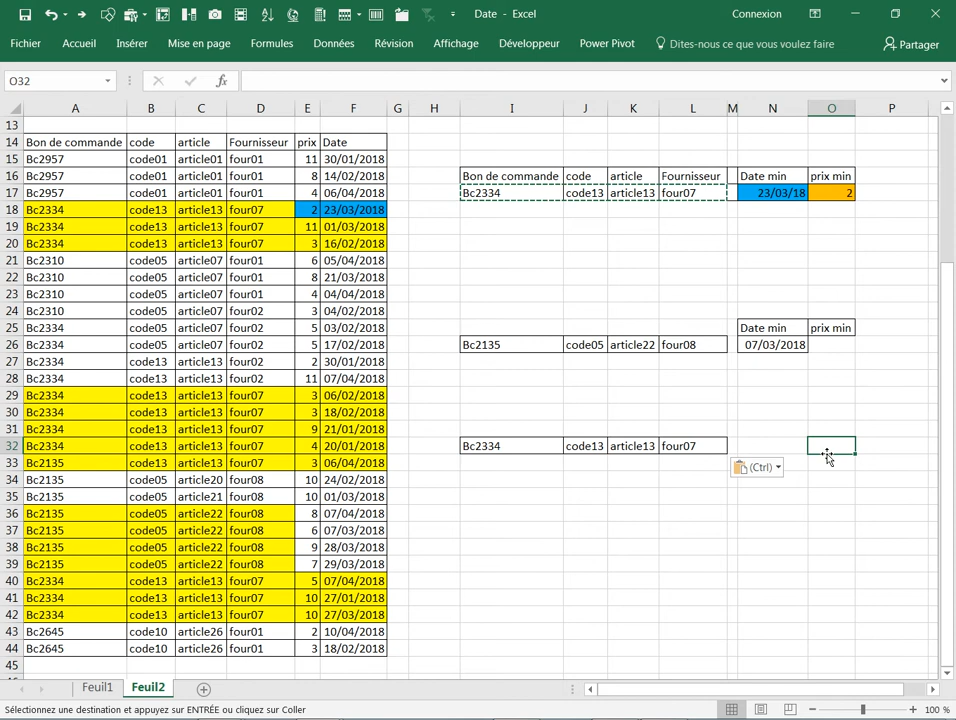 Date - Excel Connexion
Fichier Accueil Insérer Mise en page Formules Données Révision Affichage Développeur Power Pivot Dites-nous ce que vous voulez faire Partager
O32 fx
A B C D E F G H I J K L M N O P
13
14 Bon de commande code article Fournisseur prix Date
15 Bc2957 code01 article01 four01 11 30/01/2018
16 Bc2957 code01 article01 four01 8 14/02/2018 Bon de commande code article Fournisseur Date min prix min
17 Bc2957 code01 article01 four01 4 06/04/2018 Bc2334 code13 article13 four07 23/03/18 2
18 Bc2334 code13 article13 four07 2 23/03/2018
19 Bc2334 code13 article13 four07 11 01/03/2018
20 Bc2334 code13 article13 four07 3 16/02/2018
21 Bc2310 code05 article07 four01 6 05/04/2018
22 Bc2310 code05 article07 four01 8 21/03/2018
23 Bc2310 code05 article07 four01 4 04/04/2018
24 Bc2310 code05 article07 four02 3 04/02/2018
25 Bc2334 code05 article07 four02 5 03/02/2018 Date min prix min
26 Bc2334 code05 article07 four02 5 17/02/2018 Bc2135 code05 article22 four08 07/03/2018
27 Bc2334 code13 article13 four02 2 30/01/2018
28 Bc2334 code13 article13 four02 11 07/04/2018
29 Bc2334 code13 article13 four07 3 06/02/2018
30 Bc2334 code13 article13 four07 3 18/02/2018
31 Bc2334 code13 article13 four07 9 21/01/2018
32 Bc2334 code13 article13 four07 4 20/01/2018 Bc2334 code13 article13 four07
33 Bc2135 code13 article13 four07 3 06/04/2018 (Ctrl)
34 Bc2135 code05 article20 four08 10 24/02/2018
35 Bc2135 code05 article21 four08 10 01/03/2018
36 Bc2135 code05 article22 four08 8 07/04/2018
37 Bc2135 code05 article22 four08 6 07/03/2018
38 Bc2135 code05 article22 four08 9 28/03/2018
39 Bc2135 code05 article22 four08 7 29/03/2018
40 Bc2334 code13 article13 four07 5 07/04/2018
41 Bc2334 code13 article13 four07 10 27/01/2018
42 Bc2334 code13 article13 four07 10 27/03/2018
43 Bc2645 code10 article26 four01 2 10/04/2018
44 Bc2645 code10 article26 four01 3 18/02/2018
45
Feuil1 Feuil2
Sélectionnez une destination et appuyez sur ENTRÉE ou cliquez sur Coller 100 %